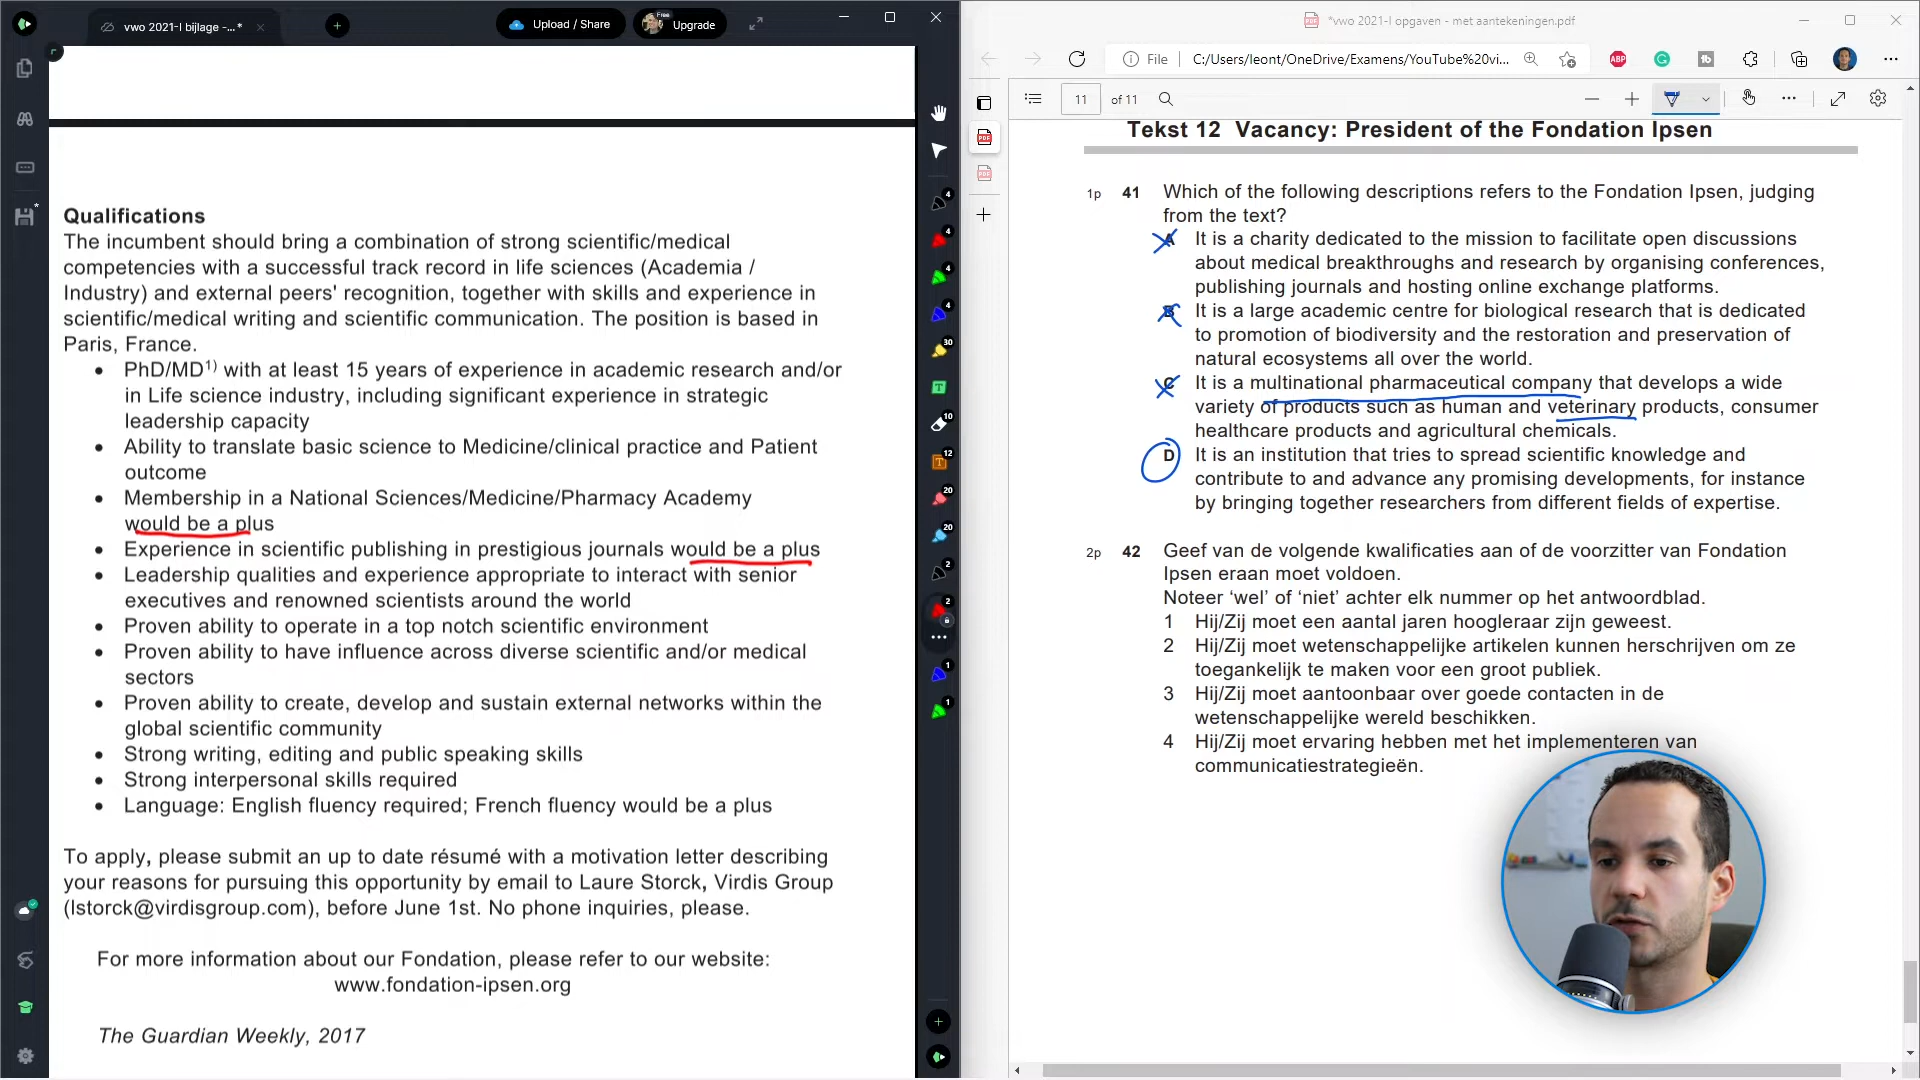 vwo 2021-I bijlage -...*
Upload / Share
Free
Upgrade
Qualifications
The incumbent should bring a combination of strong scientific/medical
competencies with a successful track record in life sciences (Academia /
Industry) and external peers' recognition, together with skills and experience in
scientific/medical writing and scientific communication. The position is based in
Paris, France.
• PhD/MD1) with at least 15 years of experience in academic research and/or
in Life science industry, including significant experience in strategic
leadership capacity
• Ability to translate basic science to Medicine/clinical practice and Patient
outcome
• Membership in a National Sciences/Medicine/Pharmacy Academy
would be a plus
• Experience in scientific publishing in prestigious journals would be a plus
• Leadership qualities and experience appropriate to interact with senior
executives and renowned scientists around the world
• Proven ability to operate in a top notch scientific environment
• Proven ability to have influence across diverse scientific and/or medical
sectors
• Proven ability to create, develop and sustain external networks within the
global scientific community
• Strong writing, editing and public speaking skills
• Strong interpersonal skills required
• Language: English fluency required; French fluency would be a plus
To apply, please submit an up to date résumé with a motivation letter describing
your reasons for pursuing this opportunity by email to Laure Storck, Virdis Group
(lstorck@virdisgroup.com), before June 1st. No phone inquiries, please.
For more information about our Fondation, please refer to our website:
www.fondation-ipsen.org
The Guardian Weekly, 2017
4
4
4
4
30
10
12
20
20
2
2
1
1
*vwo 2021-I opgaven - met aantekeningen.pdf
File
C:/Users/leont/OneDrive/Examens/YouTube%20vi...
ABP
11 of 11
Tekst 12 Vacancy: President of the Fondation Ipsen
1p 41 Which of the following descriptions refers to the Fondation Ipsen, judging
from the text?
A It is a charity dedicated to the mission to facilitate open discussions
about medical breakthroughs and research by organising conferences,
publishing journals and hosting online exchange platforms.
B It is a large academic centre for biological research that is dedicated
to promotion of biodiversity and the restoration and preservation of
natural ecosystems all over the world.
C It is a multinational pharmaceutical company that develops a wide
variety of products such as human and veterinary products, consumer
healthcare products and agricultural chemicals.
D It is an institution that tries to spread scientific knowledge and
contribute to and advance any promising developments, for instance
by bringing together researchers from different fields of expertise.
2p 42 Geef van de volgende kwalificaties aan of de voorzitter van Fondation
Ipsen eraan moet voldoen.
Noteer ‘wel’ of ‘niet’ achter elk nummer op het antwoordblad.
1 Hij/Zij moet een aantal jaren hoogleraar zijn geweest.
2 Hij/Zij moet wetenschappelijke artikelen kunnen herschrijven om ze
toegankelijk te maken voor een groot publiek.
3 Hij/Zij moet aantoonbaar over goede contacten in de
wetenschappelijke wereld beschikken.
4 Hij/Zij moet ervaring hebben met het implementeren van
communicatiestrategieën.